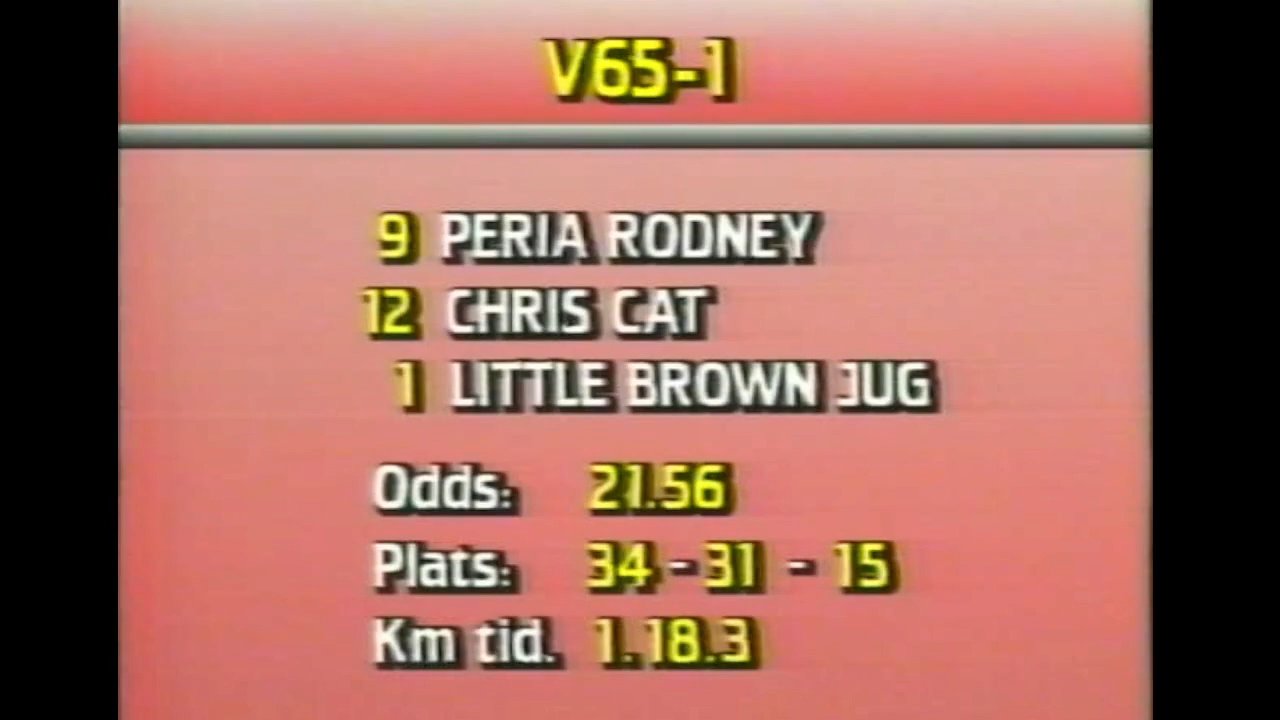 V65-1
9 PERIA RODNEY
12 CHRIS CAT
1 LITTLE BROWN JUG
Odds: 21.56
Plats: 34 - 31 - 15
Km tid. 1.18.3